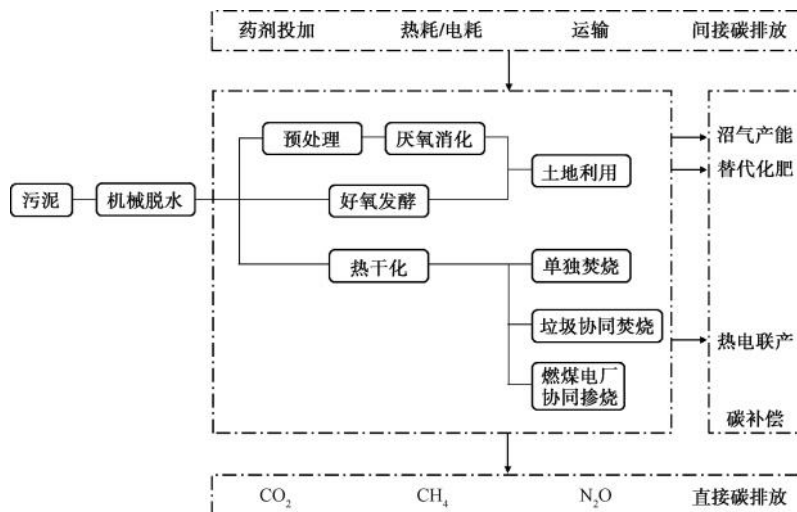 药剂投加 热耗/电耗 运输 间接碳排放
预处理 厌氧消化
沼气产能
替代化肥
土地利用
污泥 机械脱水 好氧发酵
热干化 单独焚烧
垃圾协同焚烧
热电联产
燃煤电厂
协同掺烧
碳补偿
CO₂ CH₄ N₂O 直接碳排放